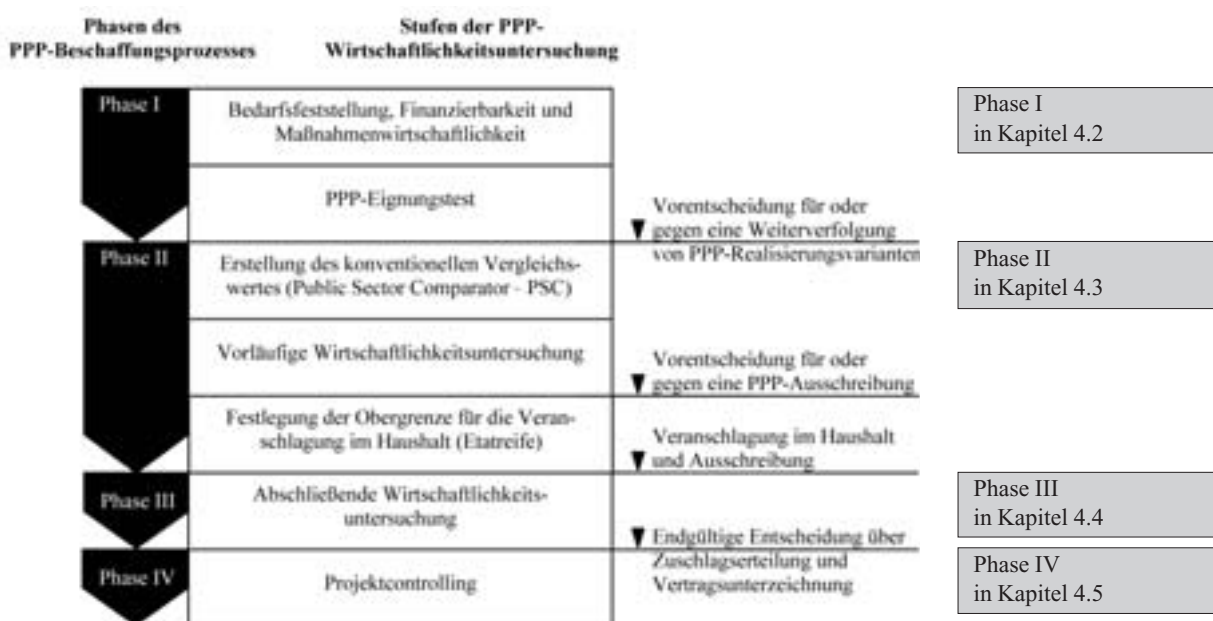 Phasen des
PPP-Beschaffungsprozesses
Stufen der PPP-
Wirtschaftlichkeitsuntersuchung
Phase I
Bedarfsfeststellung, Finanzierbarkeit und
Maßnahmenwirtschaftlichkeit
Phase I
in Kapitel 4.2
PPP-Eignungstest
Vorentscheidung für oder
gegen eine Weiterverfolgung
von PPP-Realisierungsvarianten
Phase II
Erstellung des konventionellen Vergleichs-
wertes (Public Sector Comparator - PSC)
Phase II
in Kapitel 4.3
Vorläufige Wirtschaftlichkeitsuntersuchung
Vorentscheidung für oder
gegen eine PPP-Ausschreibung
Festlegung der Obergrenze für die Veran-
schlagung im Haushalt (Etatreife)
Veranschlagung im Haushalt
und Ausschreibung
Phase III
Abschließende Wirtschaftlichkeits-
untersuchung
Phase III
in Kapitel 4.4
Endgültige Entscheidung über
Zuschlagserteilung und
Vertragsunterzeichnung
Phase IV
Projektcontrolling
Phase IV
in Kapitel 4.5